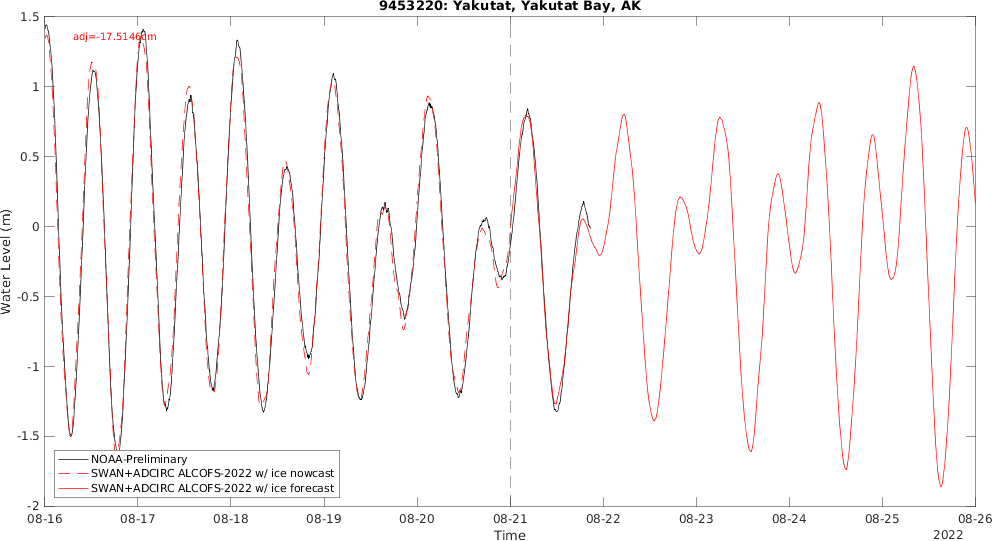 9453220: Yakutat, Yakutat Bay, AK
adj=-17.5146cm
Water Level (m)
1.5
1
0.5
0
-0.5
-1
-1.5
-2
NOAA-Preliminary
SWAN+ADCIRC ALCOFS-2022 w/ ice nowcast
SWAN+ADCIRC ALCOFS-2022 w/ ice forecast
08-16 08-17 08-18 08-19 08-20 08-21 08-22 08-23 08-24 08-25 08-26
Time
2022